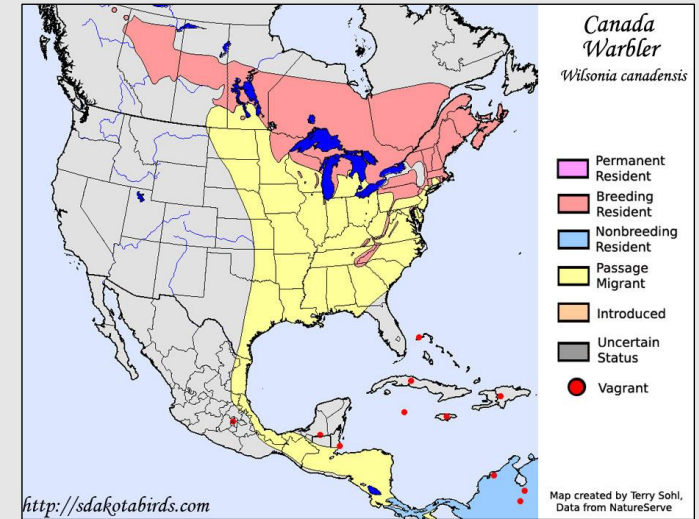 Canada
Warbler
Wilsonia canadensis
Permanent
Resident
Breeding
Resident
Nonbreeding
Resident
Passage
Migrant
Introduced
Uncertain
Status
Vagrant
http://sdakotabirds.com
Map created by Terry Sohl,
Data from NatureServe